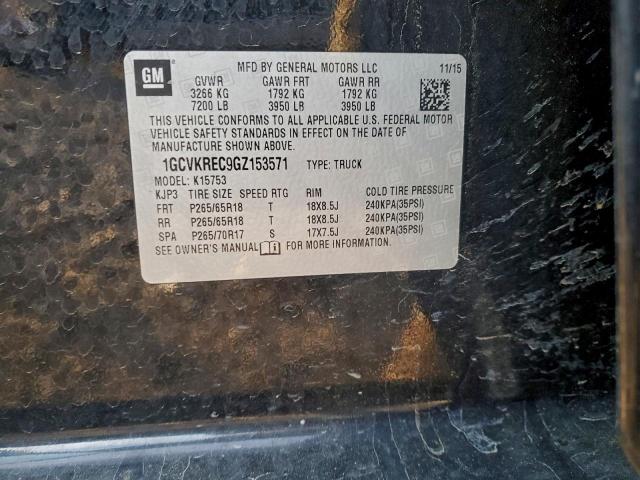 GM
MFD BY GENERAL MOTORS LLC 11/15
GVWR GAWR FRT GAWR RR
3266 KG 1792 KG 1792 KG
7200 LB 3950 LB 3950 LB
THIS VEHICLE CONFORMS TO ALL APPLICABLE U.S. FEDERAL MOTOR
VEHICLE SAFETY STANDARDS IN EFFECT ON THE DATE OF
MANUFACTURE SHOWN ABOVE.
1GCVKREC9GZ153571 TYPE: TRUCK
MODEL: K15753
KJP3 TIRE SIZE SPEED RTG RIM COLD TIRE PRESSURE
FRT P265/65R18 T 18X8.5J 240KPA(35PSI)
RR P265/65R18 T 18X8.5J 240KPA(35PSI)
SPA P265/70R17 S 17X7.5J 240KPA(35PSI)
SEE OWNER'S MANUAL